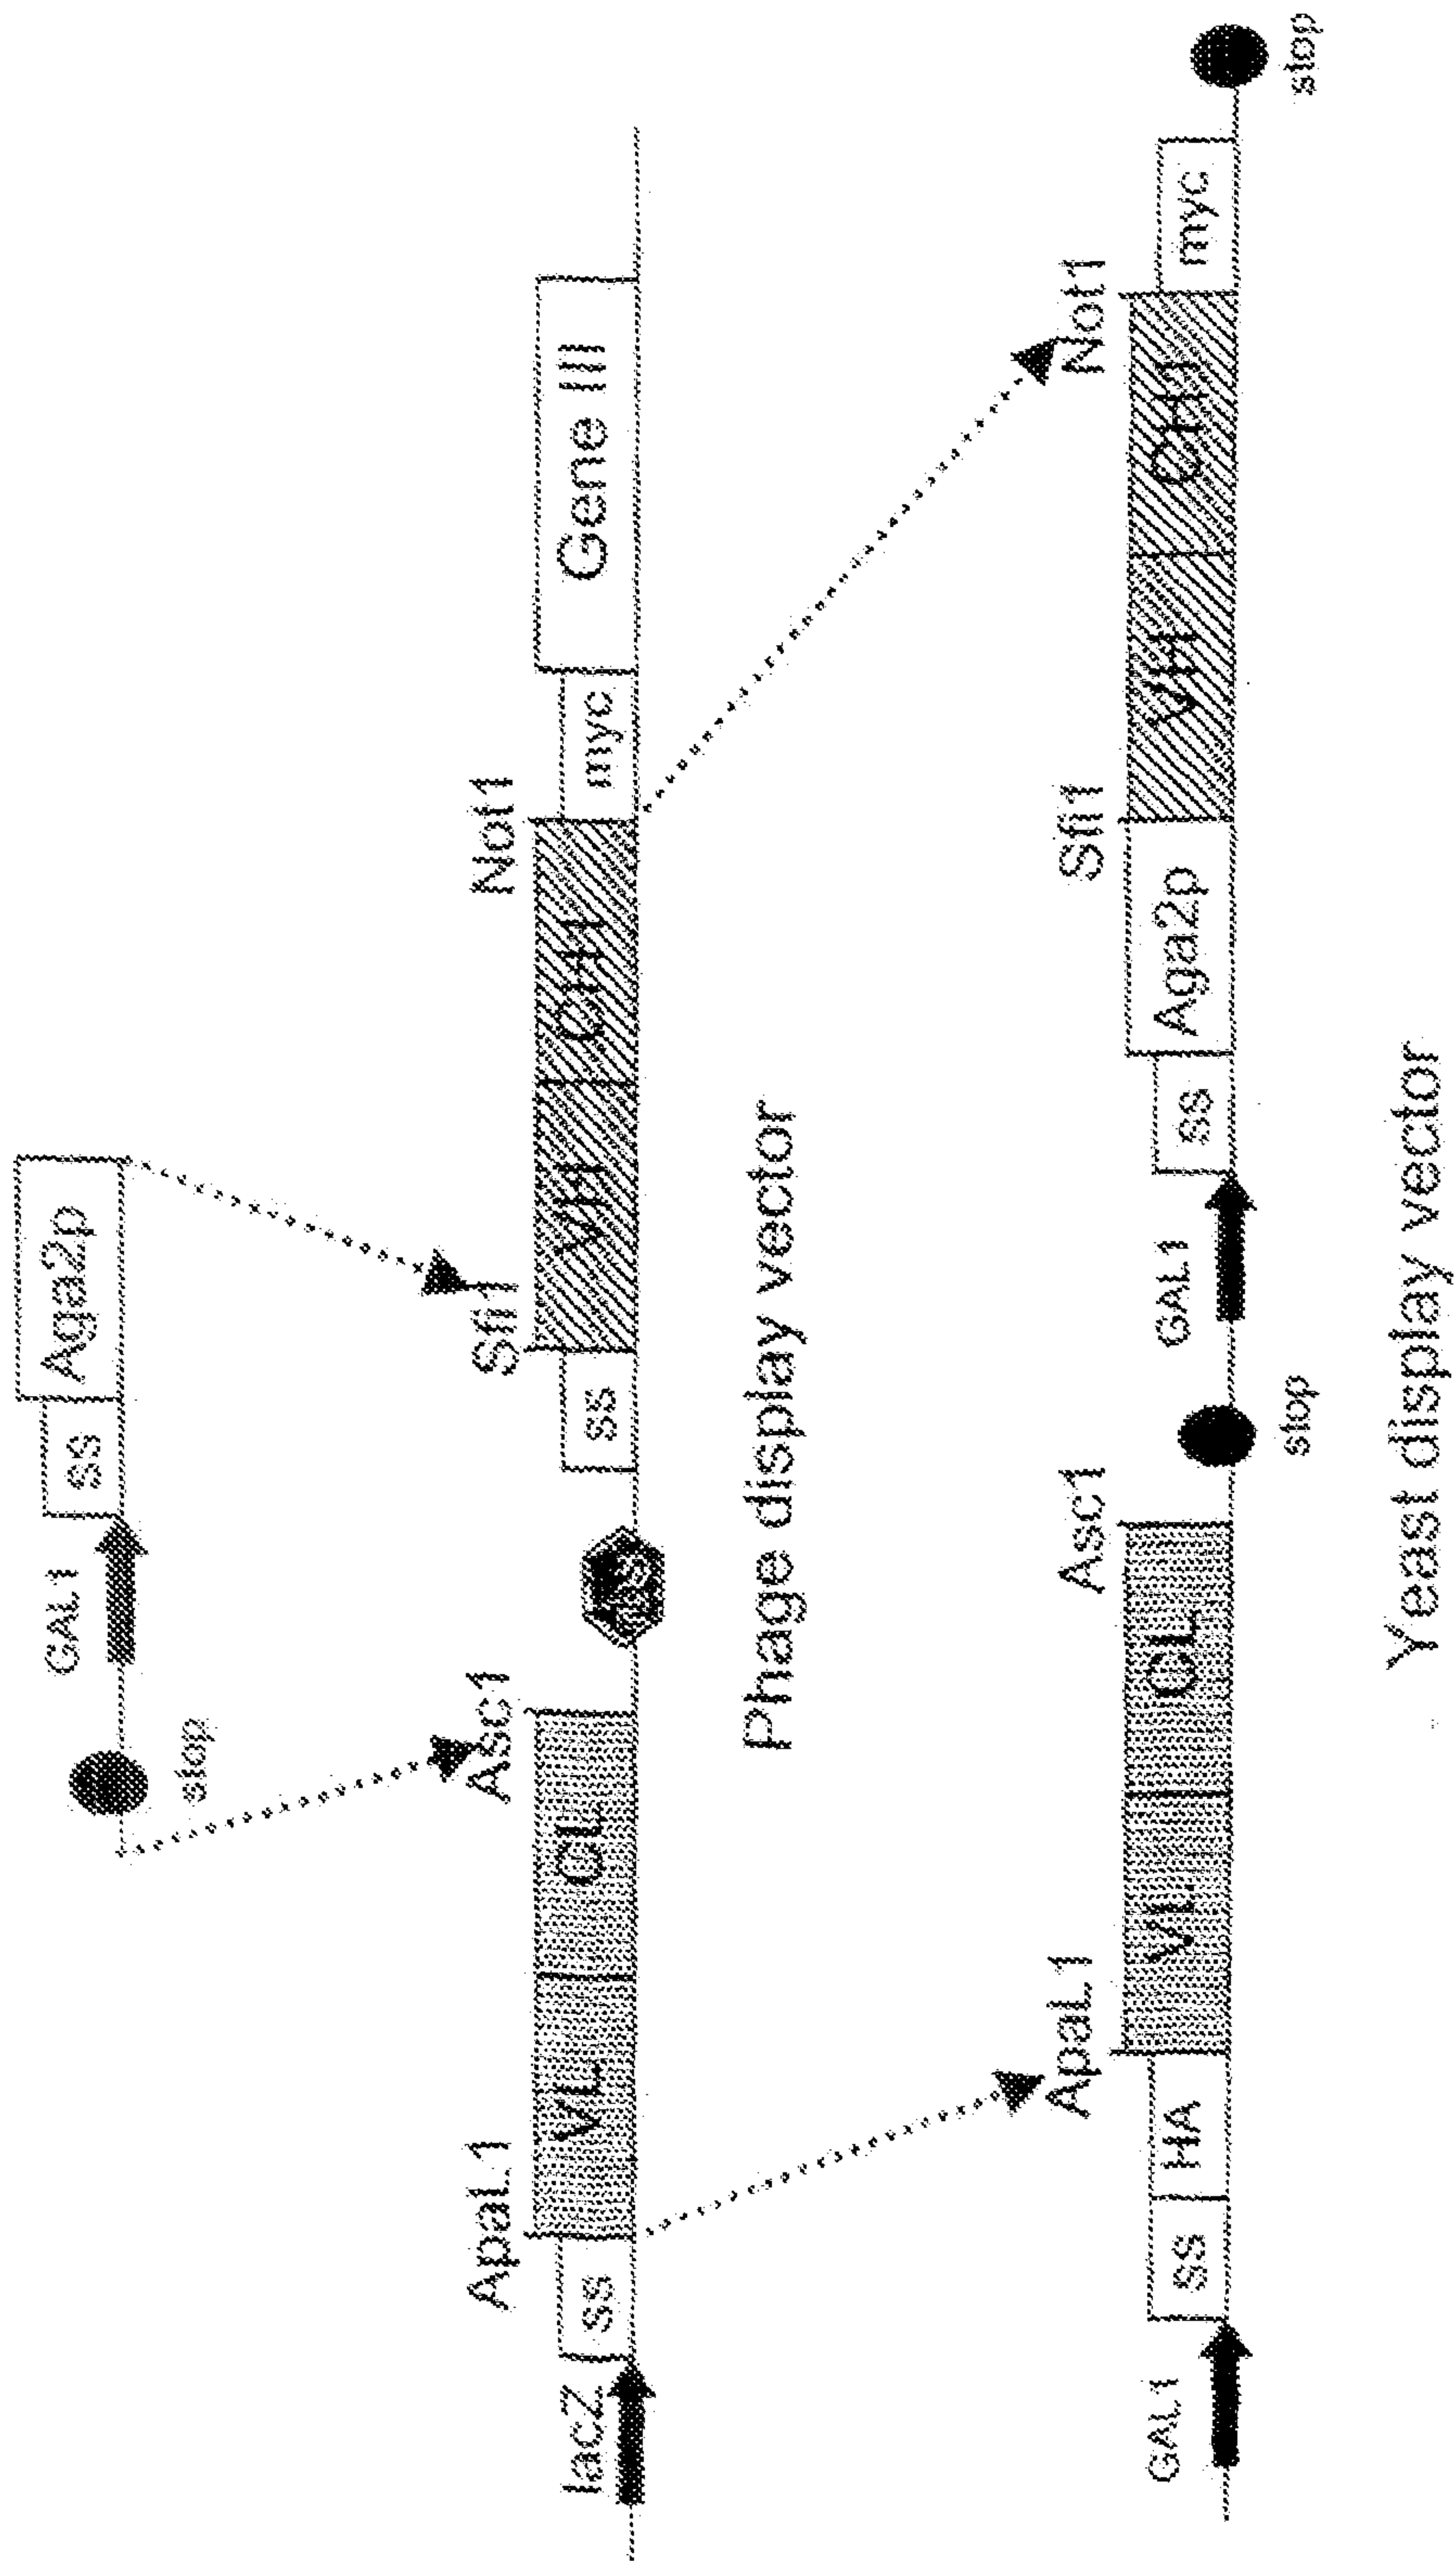 GAL1 ss Aga2p
stop
ApaL1 Asc1 Sfi1 Not1
lacZ ss VL CL ss VH CH1 myc Gene III
Phage display vector
ApaL1 Asc1 Sfi1 Not1
GAL1 ss HA VL CL GAL1 ss Aga2p VH CH1 myc
stop stop
Yeast display vector